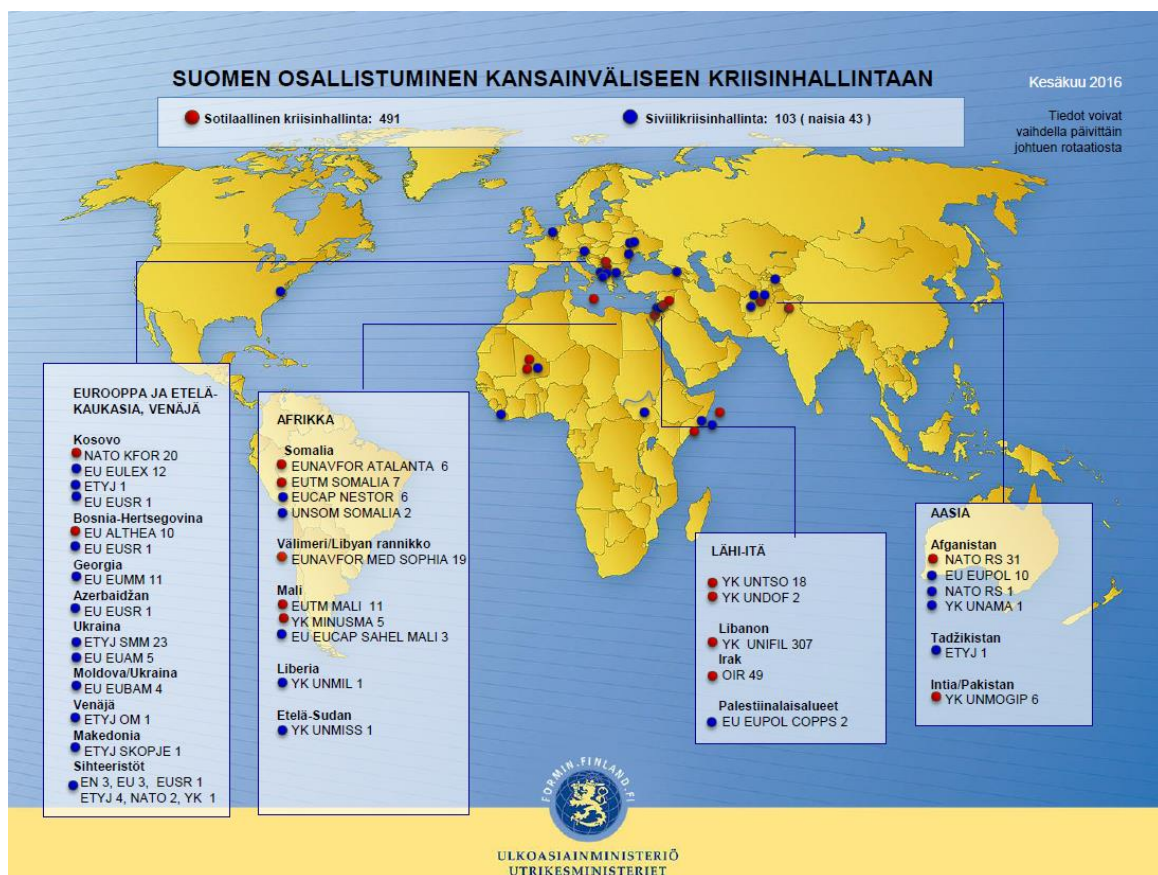 SUOMEN OSALLISTUMINEN KANSAINVÄLISEEN KRIISINHALLINTAAN
Kesäkuu 2016
Sotilaallinen kriisinhallinta: 491
Siviilikriisinhallinta: 103 ( naisia 43 )
Tiedot voivat
vaihdella päivittäin
johtuen rotaatiosta
EUROOPPA JA ETELÄ-
KAUKASIA, VENÄJÄ
Kosovo
NATO KFOR 20
EU EULEX 12
ETYJ 1
EU EUSR 1
Bosnia-Hertsegovina
EU ALTHEA 10
EU EUSR 1
Georgia
EU EUMM 11
Azerbaidžan
EU EUSR 1
Ukraina
ETYJ SMM 23
EU EUAM 5
Moldova/Ukraina
EU EUBAM 4
Venäjä
ETYJ OM 1
Makedonia
ETYJ SKOPJE 1
Sihteeristöt
EN 3, EU 3, EUSR 1
ETYJ 4, NATO 2, YK 1
AFRIKKA
Somalia
EUNAVFOR ATALANTA 6
EUTM SOMALIA 7
EUCAP NESTOR 6
UNSOM SOMALIA 2
Välimeri/Libyan rannikko
EUNAVFOR MED SOPHIA 19
Mali
EUTM MALI 11
YK MINUSMA 5
EU EUCAP SAHEL MALI 3
Liberia
YK UNMIL 1
Etelä-Sudan
YK UNMISS 1
LÄHI-ITÄ
YK UNTSO 18
YK UNDOF 2
Libanon
YK UNIFIL 307
Irak
OIR 49
Palestiinalaisalueet
EU EUPOL COPPS 2
AASIA
Afganistan
NATO RS 31
EU EUPOL 10
NATO RS 1
YK UNAMA 1
Tadžikistan
ETYJ 1
Intia/Pakistan
YK UNMOGIP 6
FORMIN.FINLAND.FI
ULKOASIAINMINISTERIÖ
UTRIKESMINISTERIET